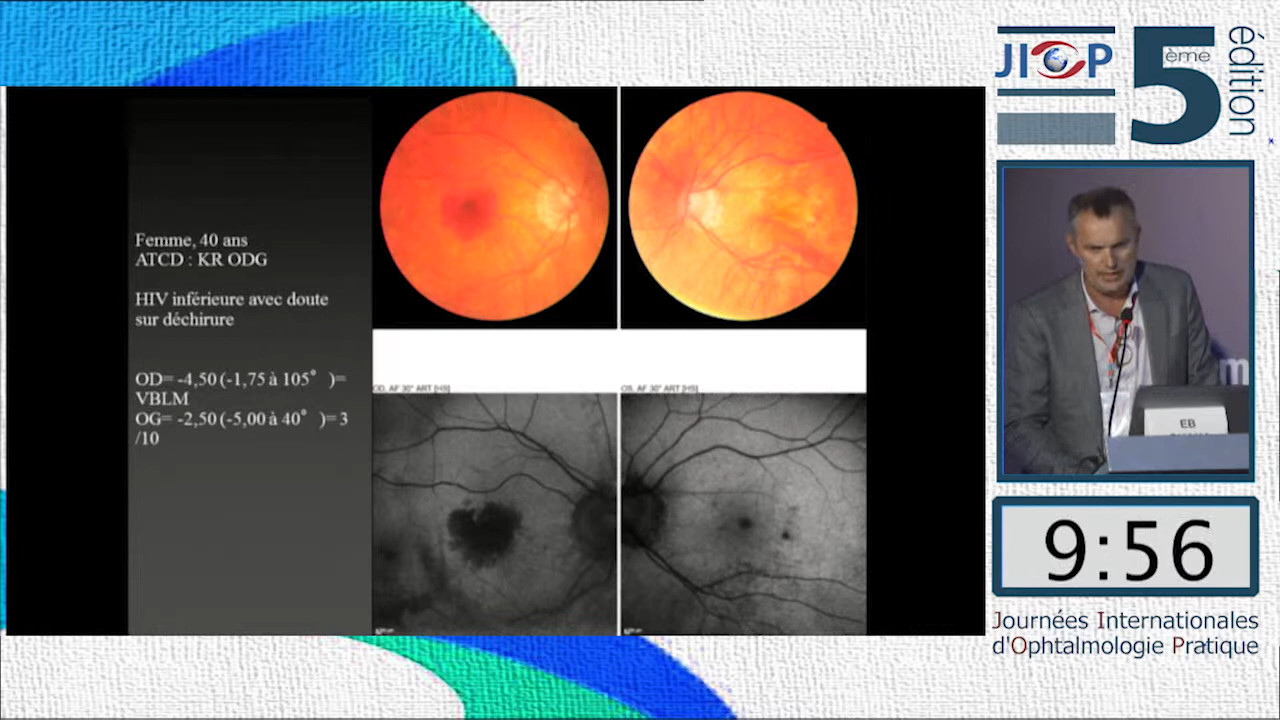 Femme, 40 ans
ATCD : KR ODG
HIV inférieure avec doute
sur déchirure
OD= -4,50 (-1,75 à 105° )=
VBLM
OG= -2,50 (-5,00 à 40° )= 3
/10
OD, AF 30° ART [HS]
OS, AF 30° ART [HS]
JIOP
5
ème
édition
m
EB
9:56
Journées Internationales
d'Ophtalmologie Pratique